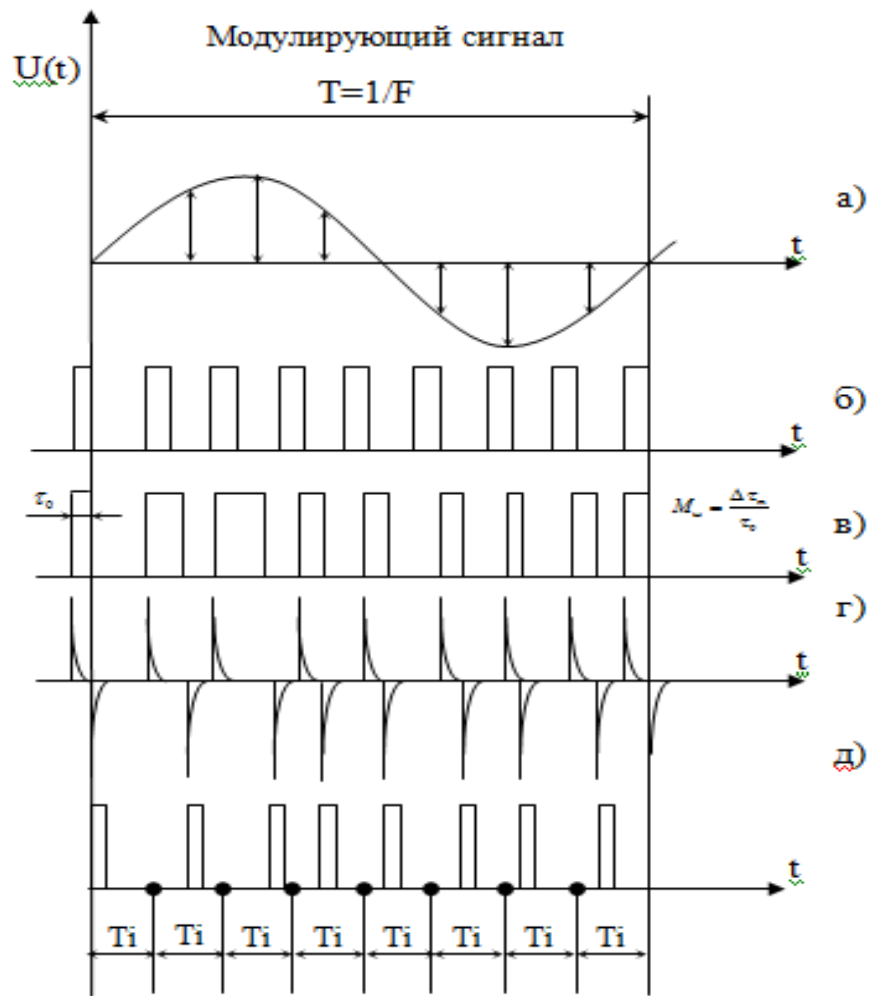 Модулирующий сигнал
U(t)
T=1/F
а)
t
б)
t
τ₀
M = Δτ / τ₀
в)
t
г)
t
д)
t
Ti Ti Ti Ti Ti Ti Ti Ti